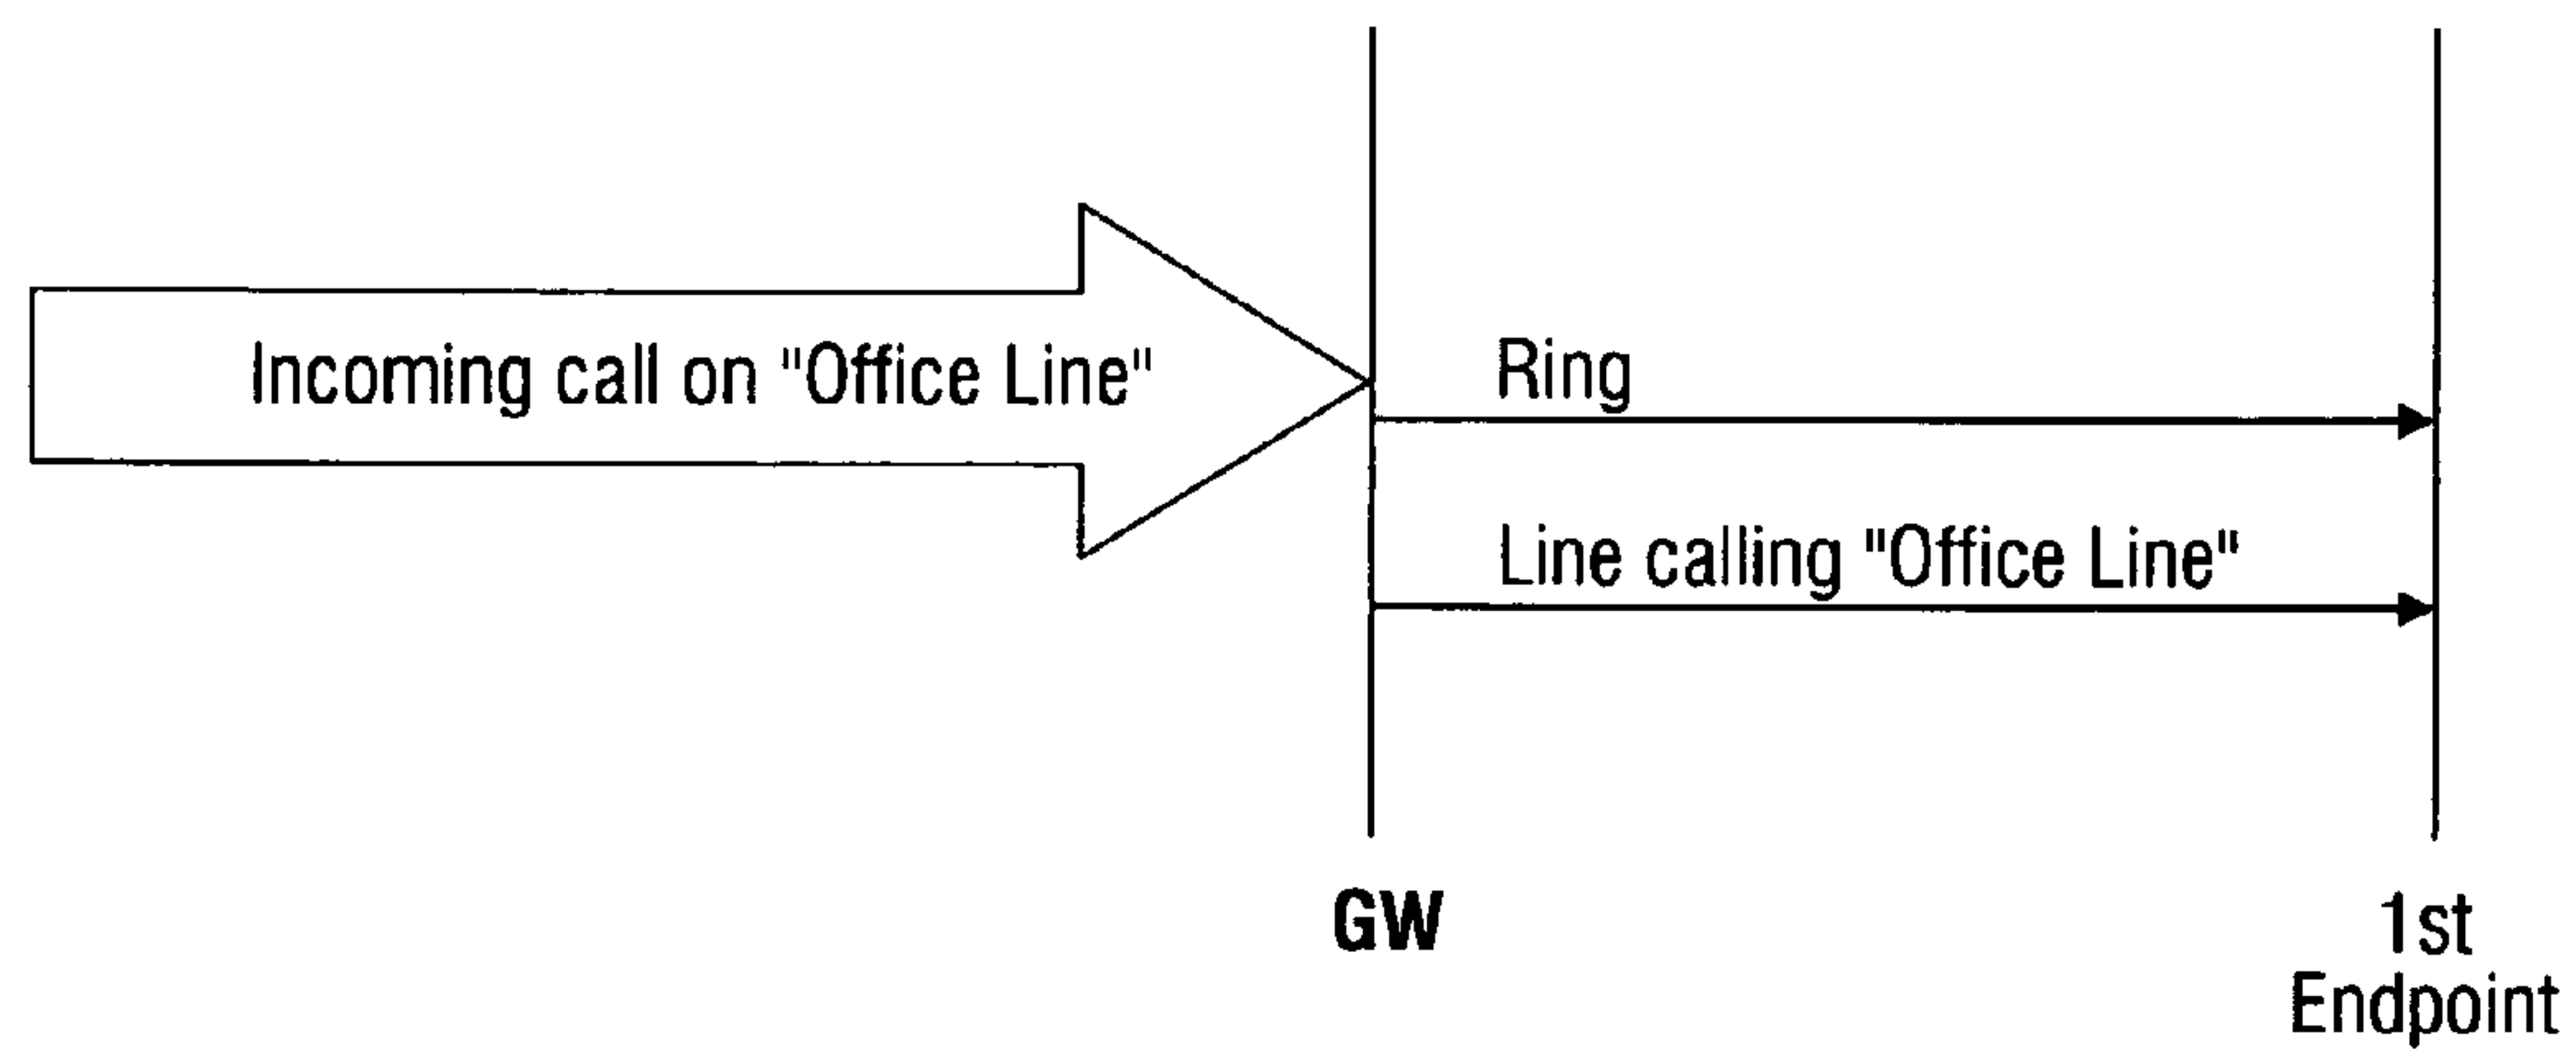 Incoming call on "Office Line"
Ring
Line calling "Office Line"
GW
1st
Endpoint